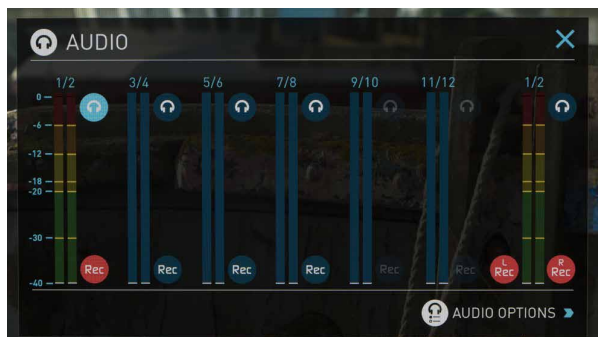 AUDIO
1/2 3/4 5/6 7/8 9/10 11/12 1/2
0
-6
-12
-18
-20
-30
-40
Rec Rec Rec Rec Rec Rec L Rec R Rec
AUDIO OPTIONS